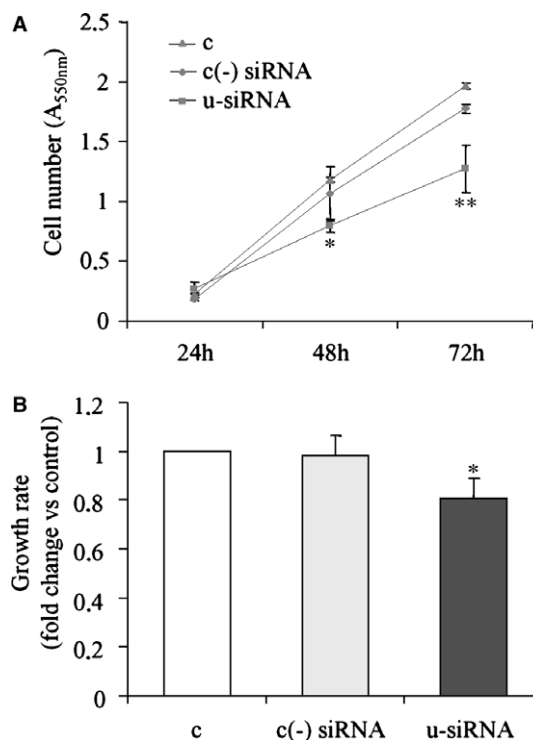 A
Cell number (A550nm)
2.5
2
1.5
1
0.5
0
c
c(-) siRNA
u-siRNA
*
**
24h 48h 72h
B
Growth rate
(fold change vs control)
1.2
1
0.8
0.6
0.4
0.2
0
*
c c(-) siRNA u-siRNA